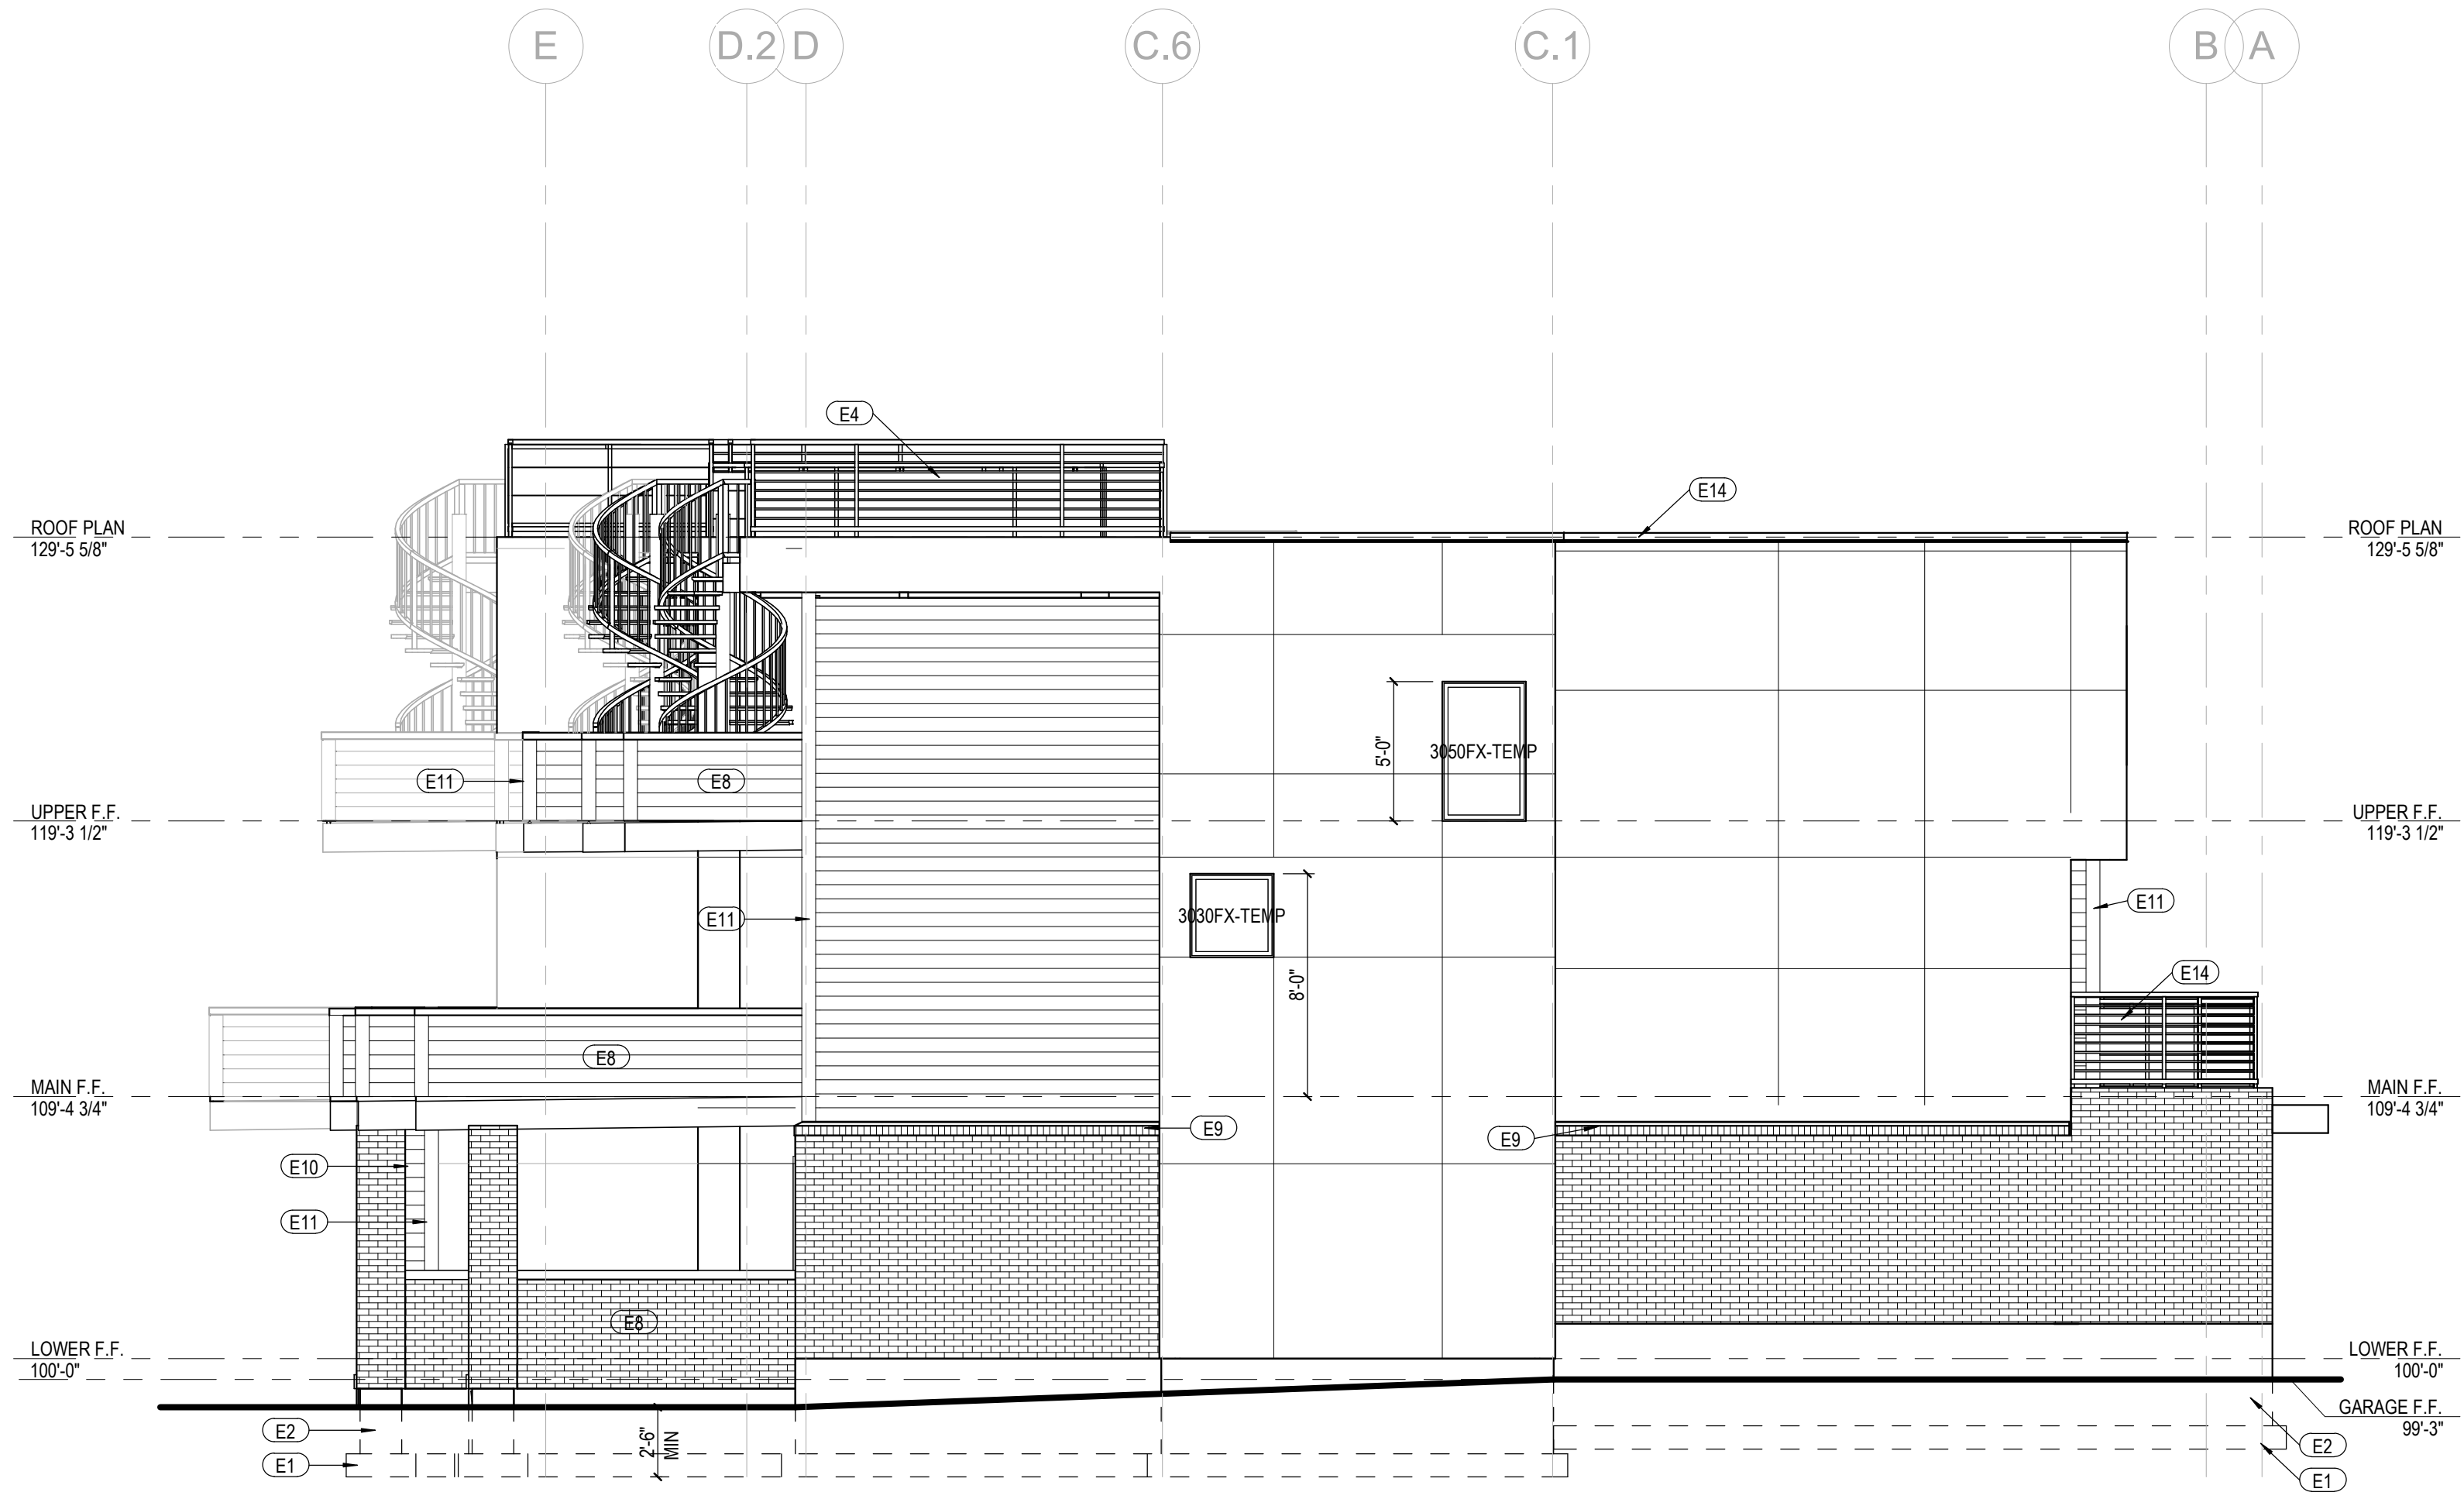 E
D.2
D
C.6
C.1
B
A
E4
E14
ROOF PLAN
129'-5 5/8"
ROOF PLAN
129'-5 5/8"
5'-0"
3050FX-TEMP
E11
E8
UPPER F.F.
119'-3 1/2"
UPPER F.F.
119'-3 1/2"
E11
3030FX-TEMP
E11
8'-0"
E14
E8
MAIN F.F.
109'-4 3/4"
MAIN F.F.
109'-4 3/4"
E9
E9
E10
E11
E8
LOWER F.F.
100'-0"
LOWER F.F.
100'-0"
GARAGE F.F.
99'-3"
E2
2'-6"
MIN
E2
E1
E1